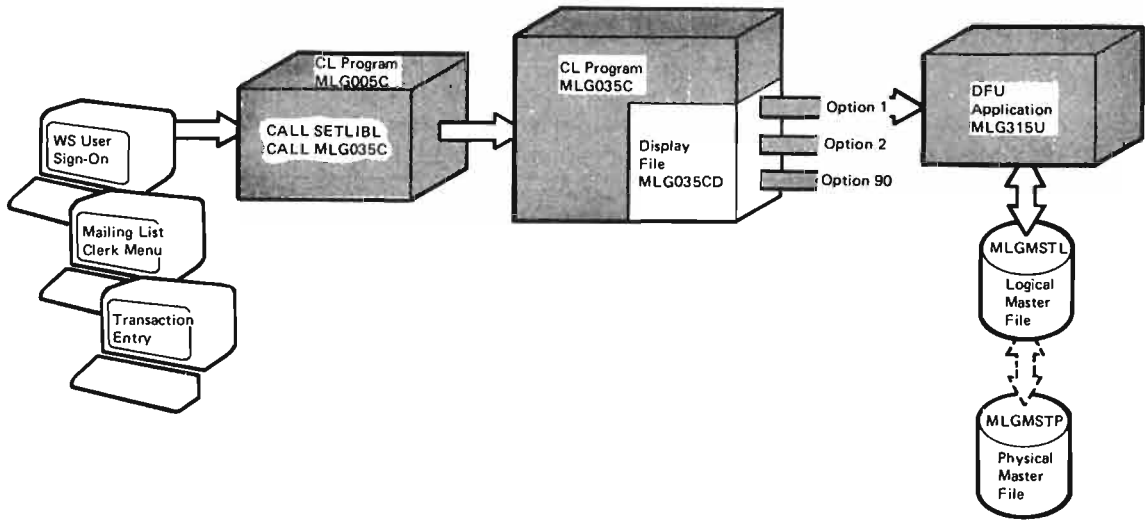 WS User
Sign-On
Mailing List
Clerk Menu
Transaction
Entry
CL Program
MLG005C
CALL SETLIBL
CALL MLG035C
CL Program
MLG035C
Display
File
MLG035CD
Option 1
Option 2
Option 90
DFU
Application
MLG315U
MLGMSTL
Logical
Master
File
MLGMSTP
Physical
Master
File